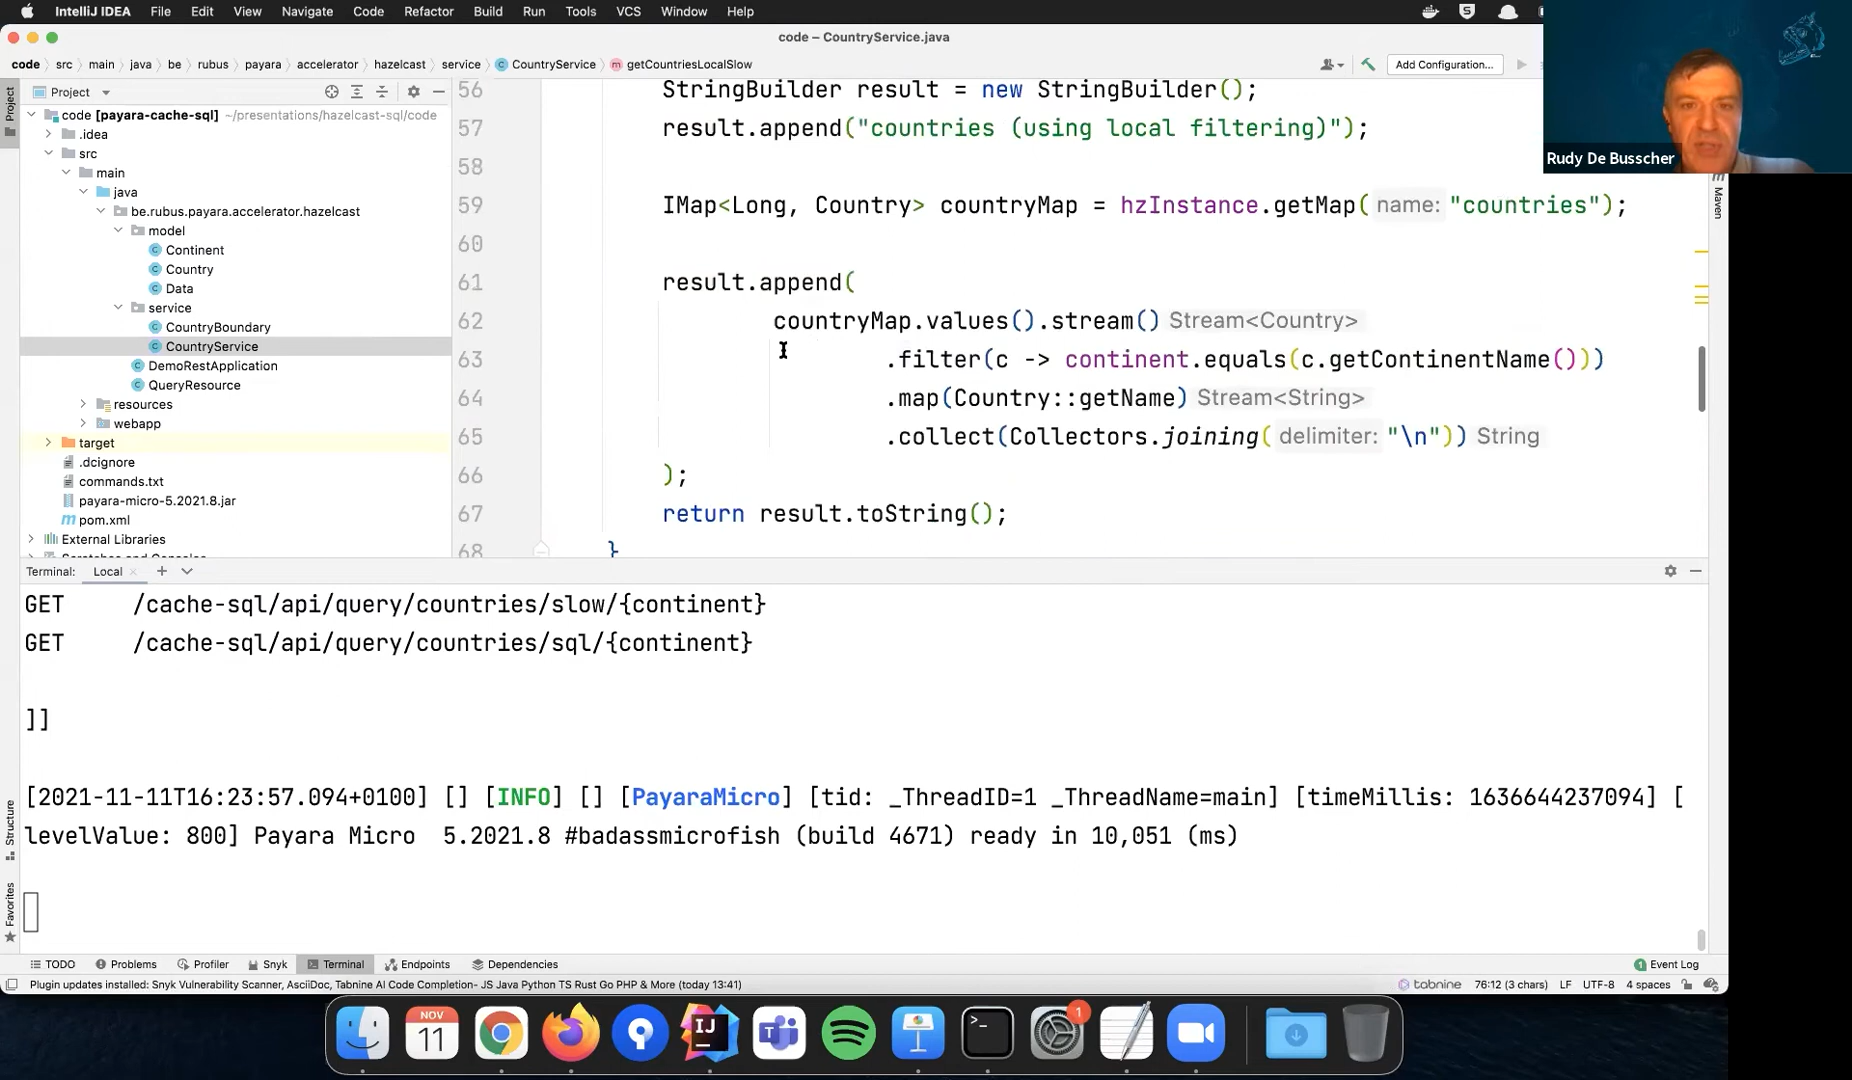 IntelliJ IDEA File Edit View Navigate Code Refactor Build Run Tools VCS Window Help
code – CountryService.java
code src main java be rubus payara accelerator hazelcast service CountryService getCountriesLocalSlow
Add Configuration...
Project
Project
code [payara-cache-sql] ~/presentations/hazelcast-sql/code
.idea
src
main
java
be.rubus.payara.accelerator.hazelcast
model
Continent
Country
Data
service
CountryBoundary
CountryService
DemoRestApplication
QueryResource
resources
webapp
target
.dcignore
commands.txt
payara-micro-5.2021.8.jar
pom.xml
External Libraries
56 StringBuilder result = new StringBuilder();
57 result.append("countries (using local filtering)");
58
59 IMap<Long, Country> countryMap = hzInstance.getMap( name: "countries");
60
61 result.append(
62 countryMap.values().stream() Stream<Country>
63 .filter(c -> continent.equals(c.getContinentName()))
64 .map(Country::getName) Stream<String>
65 .collect(Collectors.joining( delimiter: "\n")) String
66 );
67 return result.toString();
68 }
Rudy De Busscher
Maven
Terminal: Local
GET /cache-sql/api/query/countries/slow/{continent}
GET /cache-sql/api/query/countries/sql/{continent}
]]
[2021-11-11T16:23:57.094+0100] [] [INFO] [] [PayaraMicro] [tid: _ThreadID=1 _ThreadName=main] [timeMillis: 1636644237094] [
levelValue: 800] Payara Micro 5.2021.8 #badassmicrofish (build 4671) ready in 10,051 (ms)
Structure
Favorites
TODO Problems Profiler Snyk Terminal Endpoints Dependencies
1 Event Log
Plugin updates installed: Snyk Vulnerability Scanner, AsciiDoc, Tabnine AI Code Completion- JS Java Python TS Rust Go PHP & More (today 13:41)
tabnine 76:12 (3 chars) LF UTF-8 4 spaces
NOV
11
IJ
1